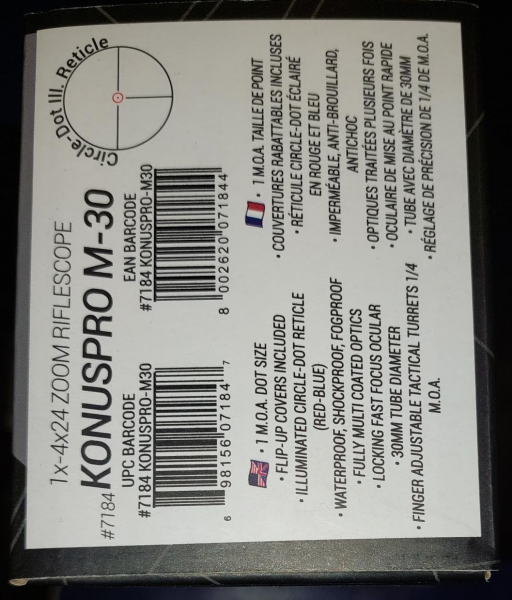 1x-4x24 ZOOM RIFLESCOPE
#7184 KONUSPRO M-30
Circle-Dot Ill. Reticle
UPC BARCODE
#7184 KONUSPRO-M30
6 98156 07184 7
EAN BARCODE
#7184 KONUSPRO-M30
8 002620 071844
• 1 M.O.A. DOT SIZE
• FLIP-UP COVERS INCLUDED
• ILLUMINATED CIRCLE-DOT RETICLE
(RED-BLUE)
• WATERPROOF, SHOCKPROOF, FOGPROOF
• FULLY MULTI COATED OPTICS
• LOCKING FAST FOCUS OCULAR
• 30MM TUBE DIAMETER
• FINGER ADJUSTABLE TACTICAL TURRETS 1/4
M.O.A.
• 1 M.O.A. TAILLE DE POINT
• COUVERTURES RABATTABLES INCLUSES
• RÉTICULE CIRCLE-DOT ÉCLAIRÉ
EN ROUGE ET BLEU
• IMPERMÉABLE, ANTI-BROUILLARD,
ANTICHOC
• OPTIQUES TRAITÉES PLUSIEURS FOIS
• OCULAIRE DE MISE AU POINT RAPIDE
• TUBE AVEC DIAMÈTRE DE 30MM
• RÉGLAGE DE PRÉCISION DE 1/4 DE M.O.A.